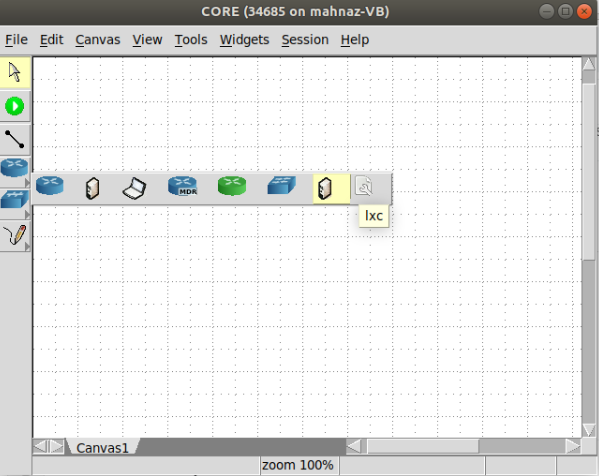 CORE (34685 on mahnaz-VB)
File Edit Canvas View Tools Widgets Session Help
MDR
lxc
Canvas1
zoom 100%